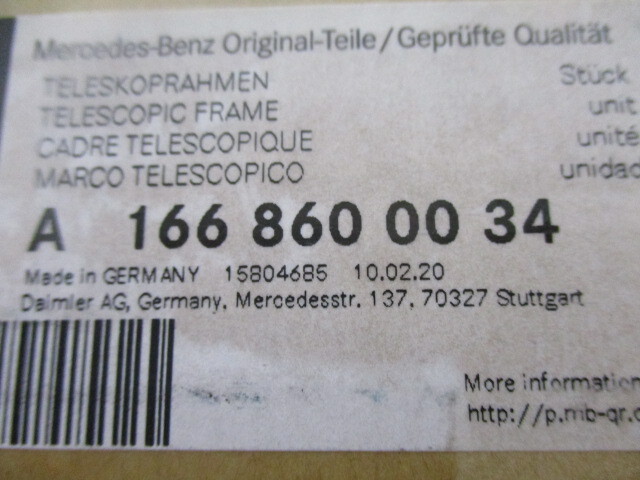 Mercedes-Benz Original-Teile/Geprüfte Qualität
TELESKOPRAHMEN Stück
TELESCOPIC FRAME unit
CADRE TELESCOPIQUE unité
MARCO TELESCOPICO unidad
A 166 860 00 34
Made in GERMANY 15804685 10.02.20
Daimler AG, Germany, Mercedesstr. 137, 70327 Stuttgart
More information
http://p.mb-qr.c